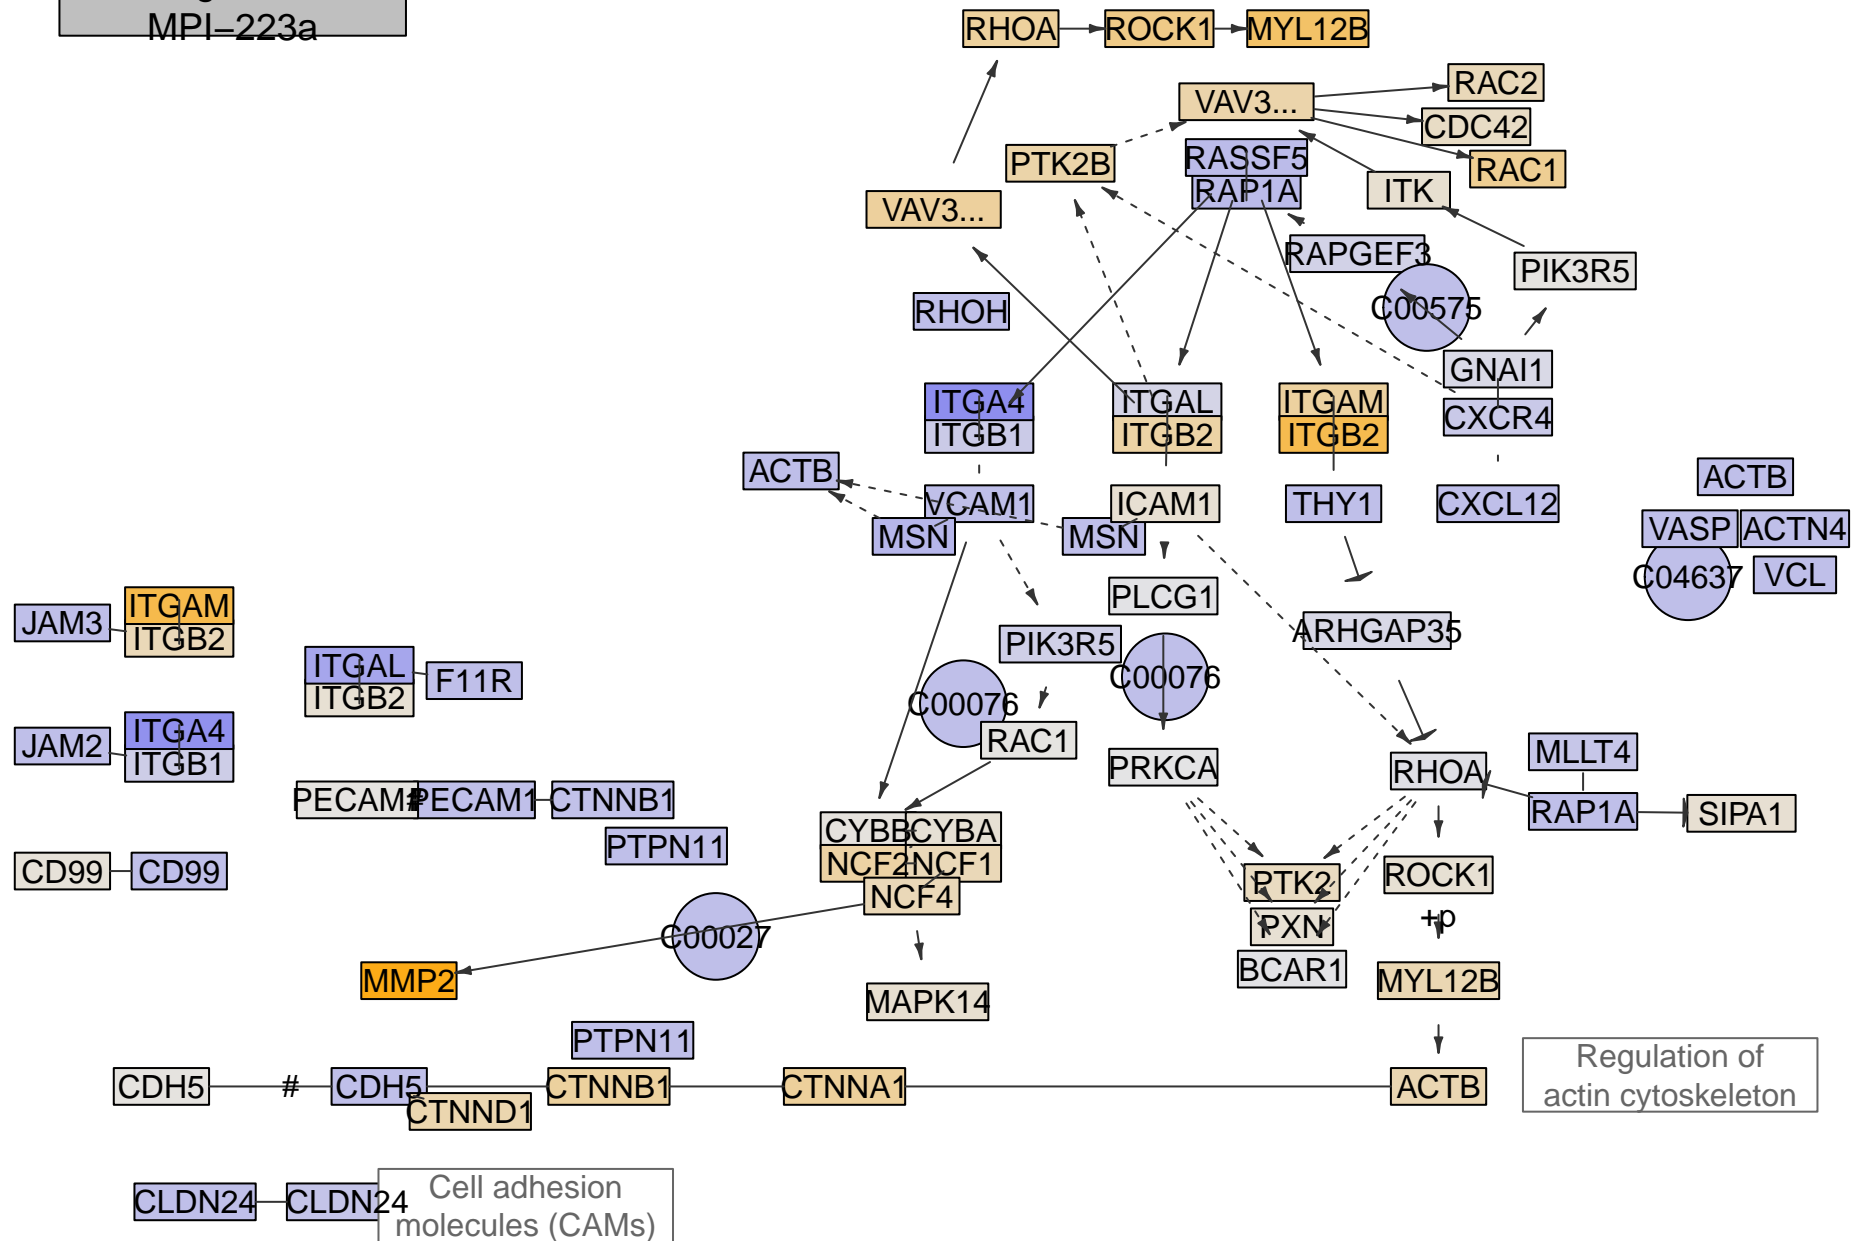 MPI−223a
RHOA
ROCK1
MYL12B
RAC2
VAV3...
CDC42
PTK2B
RASSF5
RAC1
RAP1A
ITK
VAV3...
RAPGEF3
PIK3R5
RHOH
C00575
GNAI1
ITGA4
ITGAL
ITGAM
CXCR4
ITGB1
ITGB2
ITGB2
ACTB
ACTB
VCAM1
ICAM1
THY1
CXCL12
MSN
MSN
VASP
ACTN4
C04637
VCL
PLCG1
JAM3
ITGAM
ITGB2
ARHGAP35
PIK3R5
ITGAL
F11R
C00076
ITGB2
C00076
JAM2
ITGA4
ITGB1
RAC1
PRKCA
RHOA
MLLT4
PECAM1
#
PECAM1
CTNNB1
RAP1A
SIPA1
CYBB
CYBA
PTPN11
NCF2
NCF1
CD99
CD99
NCF4
PTK2
ROCK1
+p
PXN
C00027
BCAR1
MMP2
MYL12B
MAPK14
PTPN11
Regulation of
actin cytoskeleton
CDH5
#
CDH5
CTNNB1
CTNNA1
ACTB
CTNND1
CLDN24
CLDN24
Cell adhesion
molecules (CAMs)